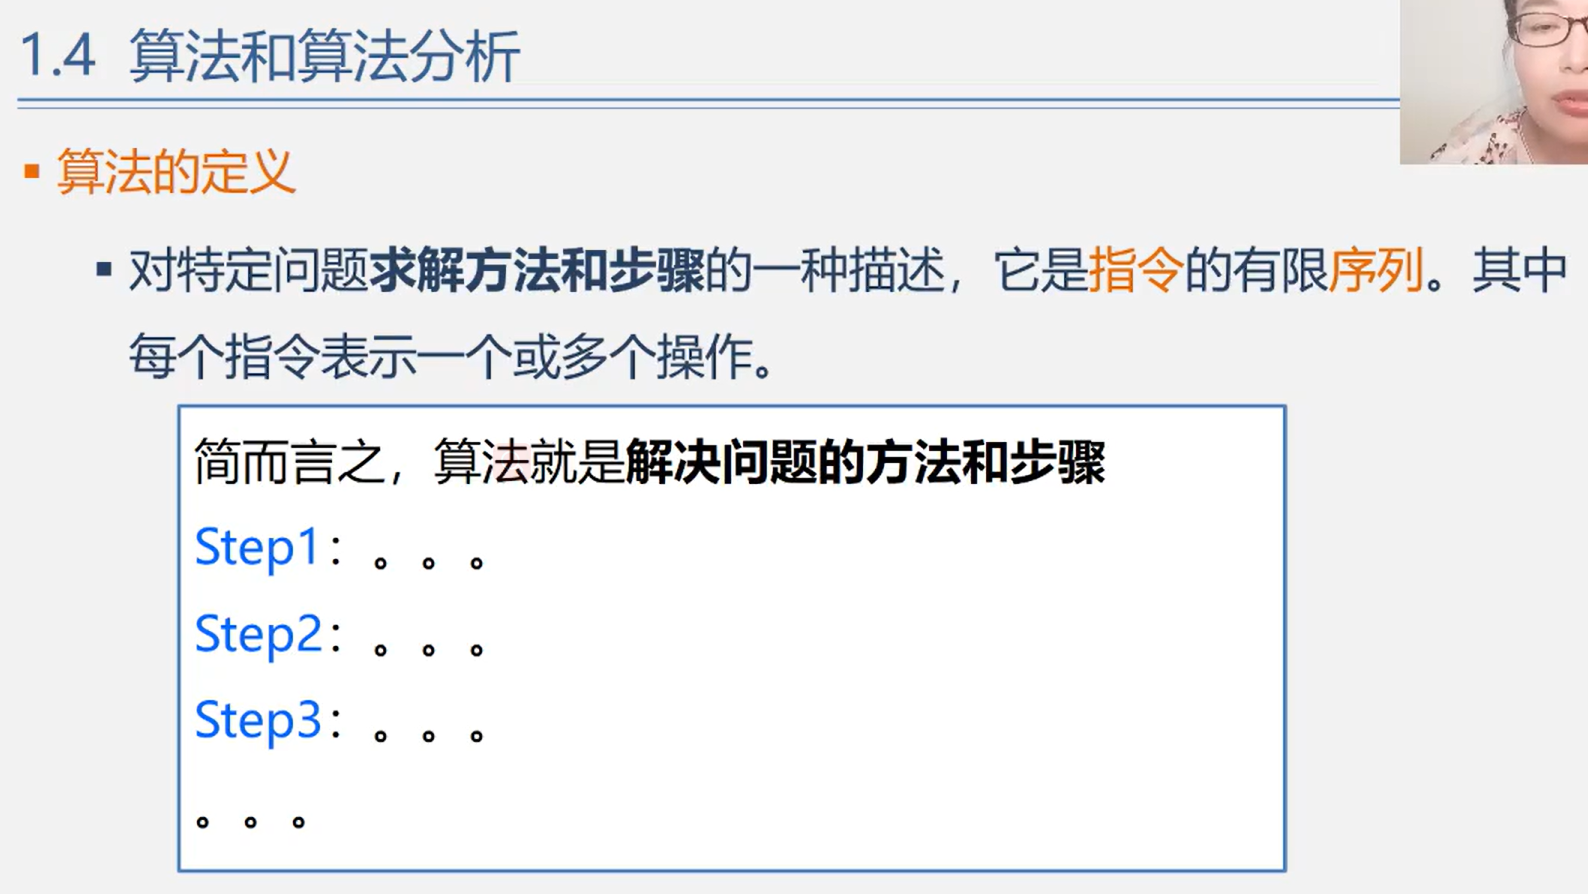 1.4 算法和算法分析
▪ 算法的定义
▪ 对特定问题求解方法和步骤的一种描述，它是指令的有限序列。其中
每个指令表示一个或多个操作。
简而言之，算法就是解决问题的方法和步骤
Step1：。。。
Step2：。。。
Step3：。。。
。。。